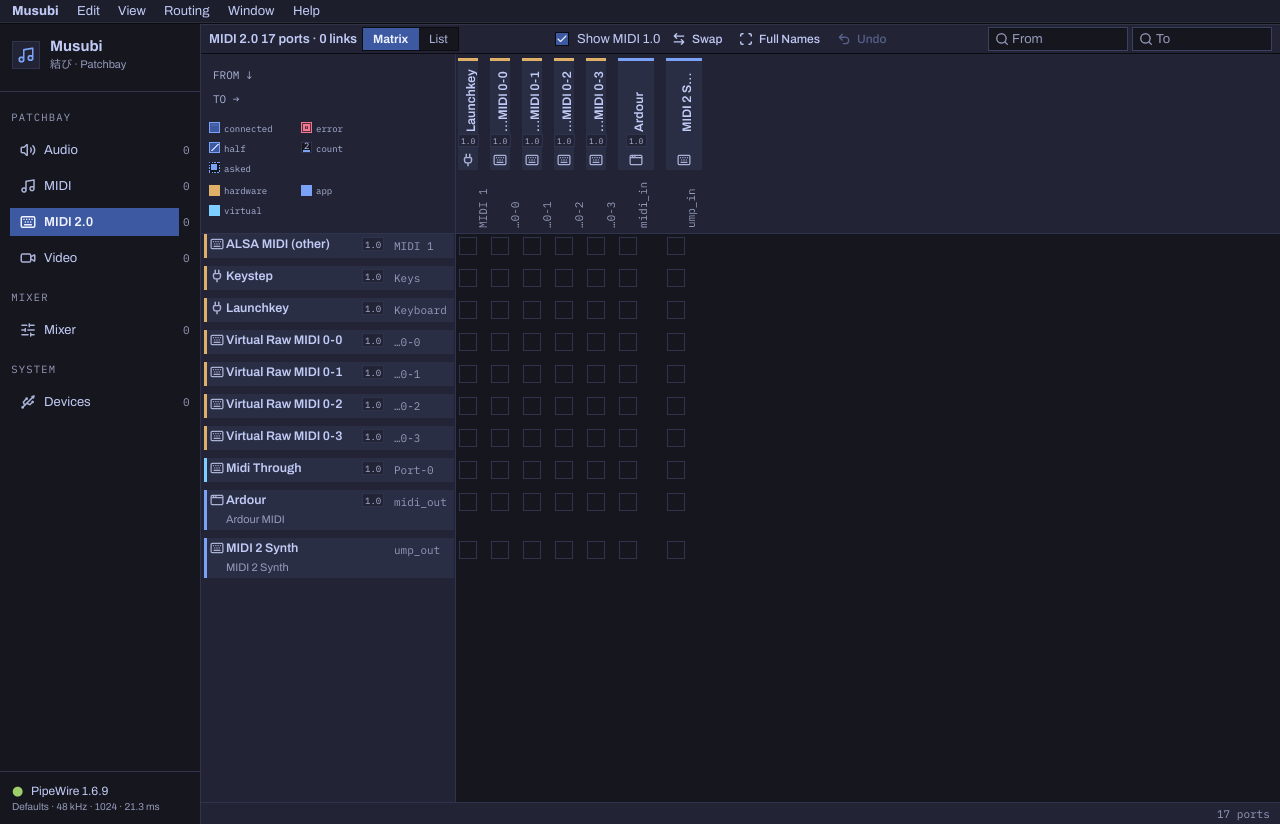 Musubi Edit View Routing Window Help
Musubi
結び · Patchbay
PATCHBAY
Audio 0
MIDI 0
MIDI 2.0 0
Video 0
MIXER
Mixer 0
SYSTEM
Devices 0
PipeWire 1.6.9
Defaults · 48 kHz · 1024 · 21.3 ms
MIDI 2.0 17 ports · 0 links Matrix List Show MIDI 1.0 Swap Full Names Undo From To
FROM ↓
TO →
connected error
half 2 count
asked
hardware app
virtual
Launchkey 1.0 MIDI 1
...MIDI 0-0 1.0 …0-0
...MIDI 0-1 1.0 …0-1
...MIDI 0-2 1.0 …0-2
...MIDI 0-3 1.0 …0-3
Ardour 1.0 midi_in
MIDI 2 S... ump_in
ALSA MIDI (other) 1.0 MIDI 1
Keystep 1.0 Keys
Launchkey 1.0 Keyboard
Virtual Raw MIDI 0-0 1.0 …0-0
Virtual Raw MIDI 0-1 1.0 …0-1
Virtual Raw MIDI 0-2 1.0 …0-2
Virtual Raw MIDI 0-3 1.0 …0-3
Midi Through 1.0 Port-0
Ardour 1.0 midi_out
Ardour MIDI
MIDI 2 Synth ump_out
MIDI 2 Synth
17 ports